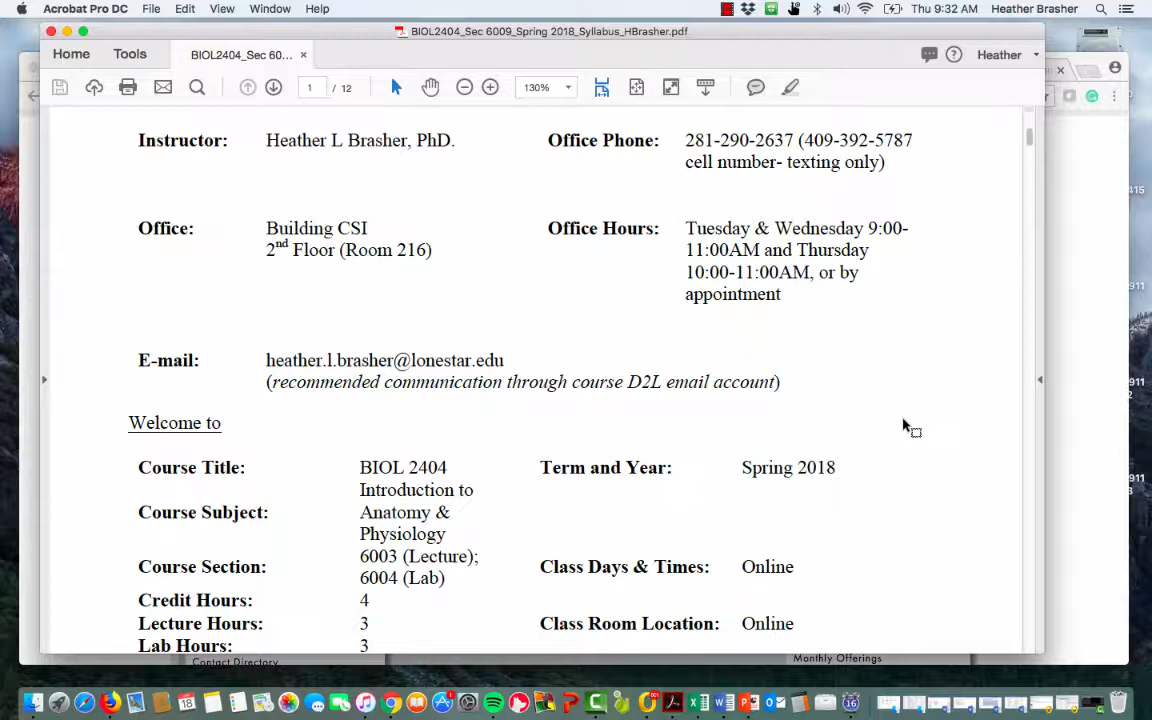 Acrobat Pro DC File Edit View Window Help Thu 9:32 AM Heather Brasher
BIOL2404_Sec 6009_Spring 2018_Syllabus_HBrasher.pdf
Home Tools BIOL2404_Sec 60... × Heather
1 / 12 130%
Instructor: Heather L Brasher, PhD. Office Phone: 281-290-2637 (409-392-5787
cell number- texting only)
Office: Building CSI Office Hours: Tuesday & Wednesday 9:00-
2nd Floor (Room 216) 11:00AM and Thursday
10:00-11:00AM, or by
appointment
E-mail: heather.l.brasher@lonestar.edu
(recommended communication through course D2L email account)
Welcome to
Course Title: BIOL 2404 Term and Year: Spring 2018
Introduction to
Course Subject: Anatomy &
Physiology
6003 (Lecture);
Course Section: 6004 (Lab) Class Days & Times: Online
Credit Hours: 4
Lecture Hours: 3 Class Room Location: Online
Lab Hours: 3
Contact Directory Monthly Offerings
415
911
911
2
911
3